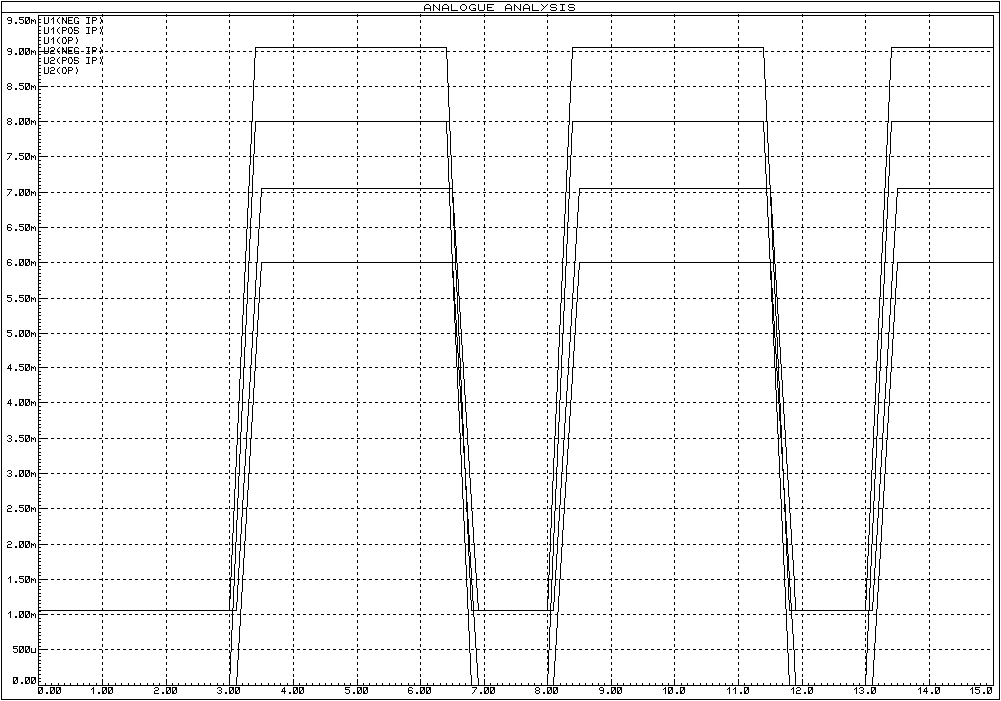 ANALOGUE ANALYSIS
9.50m
U1(NEG IP)
U1(POS IP)
U1(OP)
9.00m
U2(NEG IP)
U2(POS IP)
U2(OP)
8.50m
8.00m
7.50m
7.00m
6.50m
6.00m
5.50m
5.00m
4.50m
4.00m
3.50m
3.00m
2.50m
2.00m
1.50m
1.00m
500u
0.00
0.00 1.00 2.00 3.00 4.00 5.00 6.00 7.00 8.00 9.00 10.0 11.0 12.0 13.0 14.0 15.0